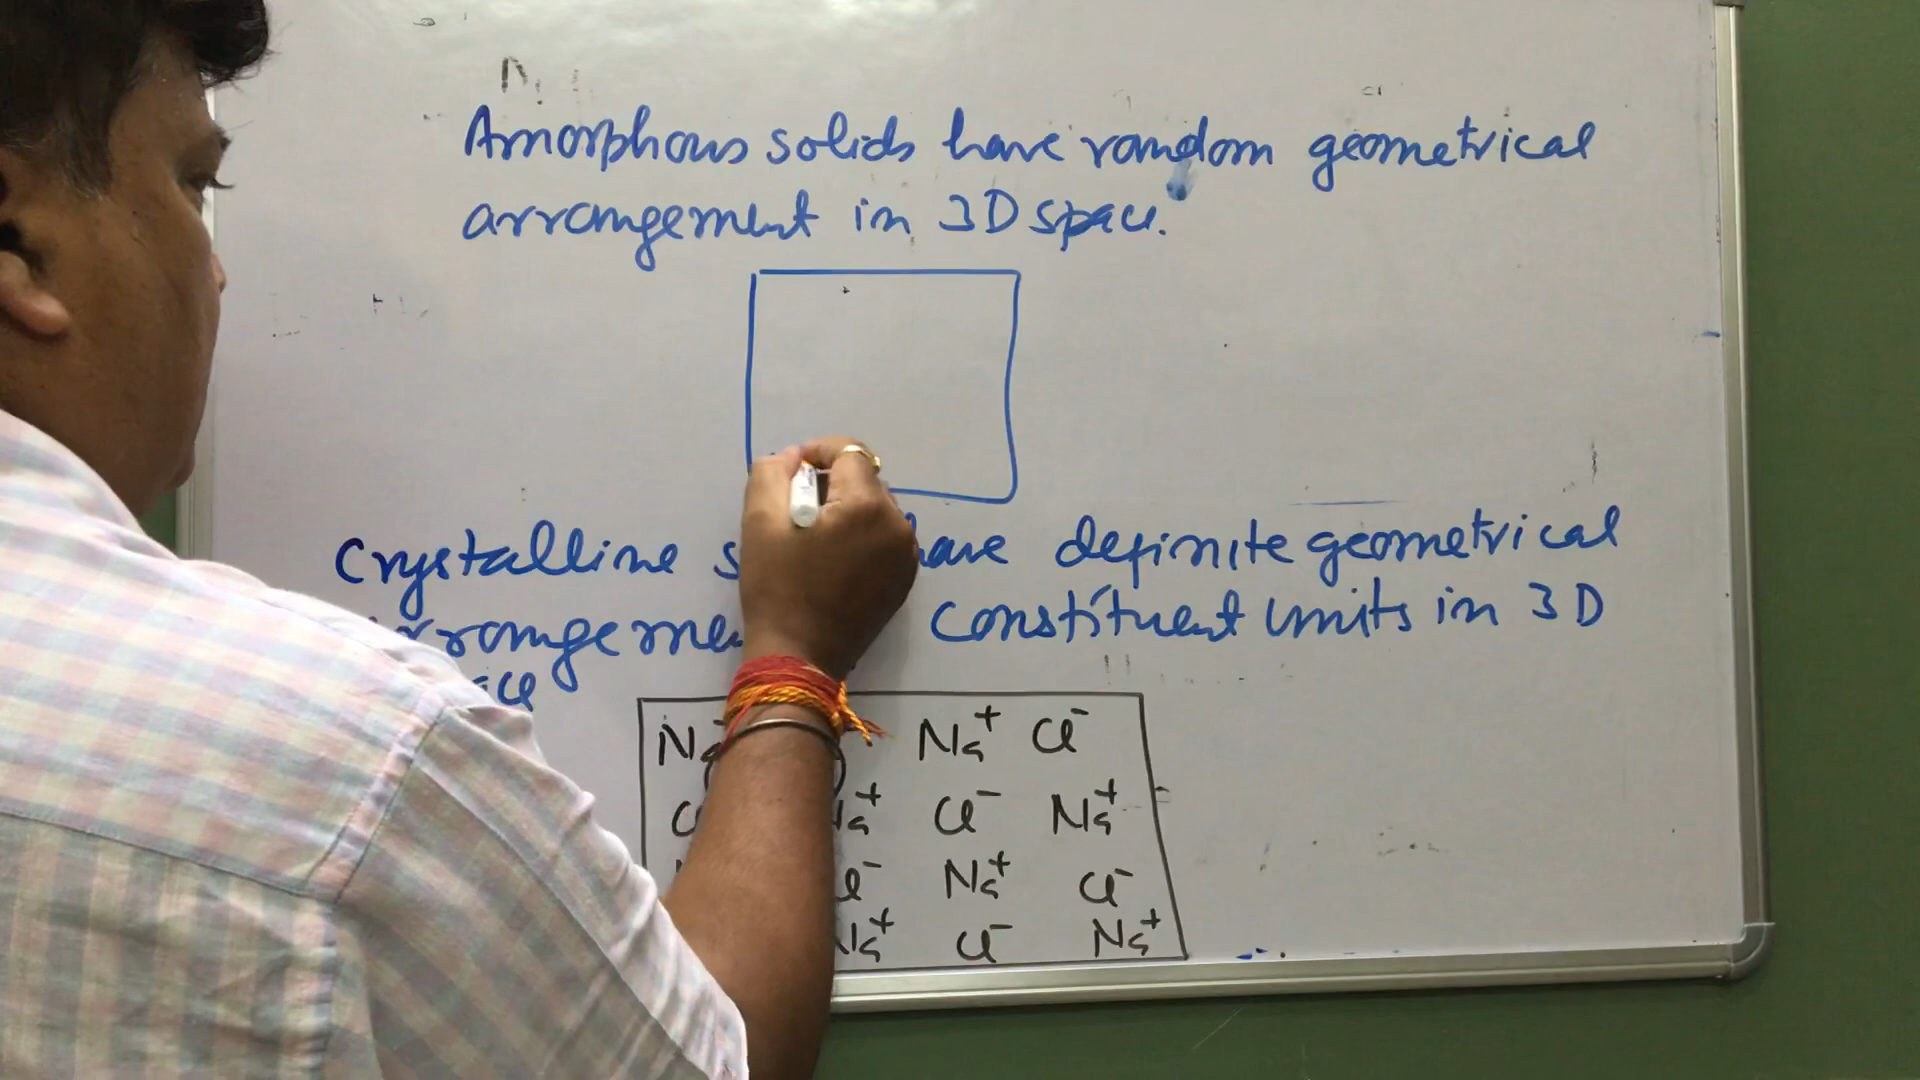 Amorphous solids have random geometrical
arrangement in 3D space.
Crystalline have definite geometrical
constituent units in 3D
Na⁺ Cl⁻
Cl⁻ Na⁺
Na⁺ Cl⁻
Cl⁻ Na⁺